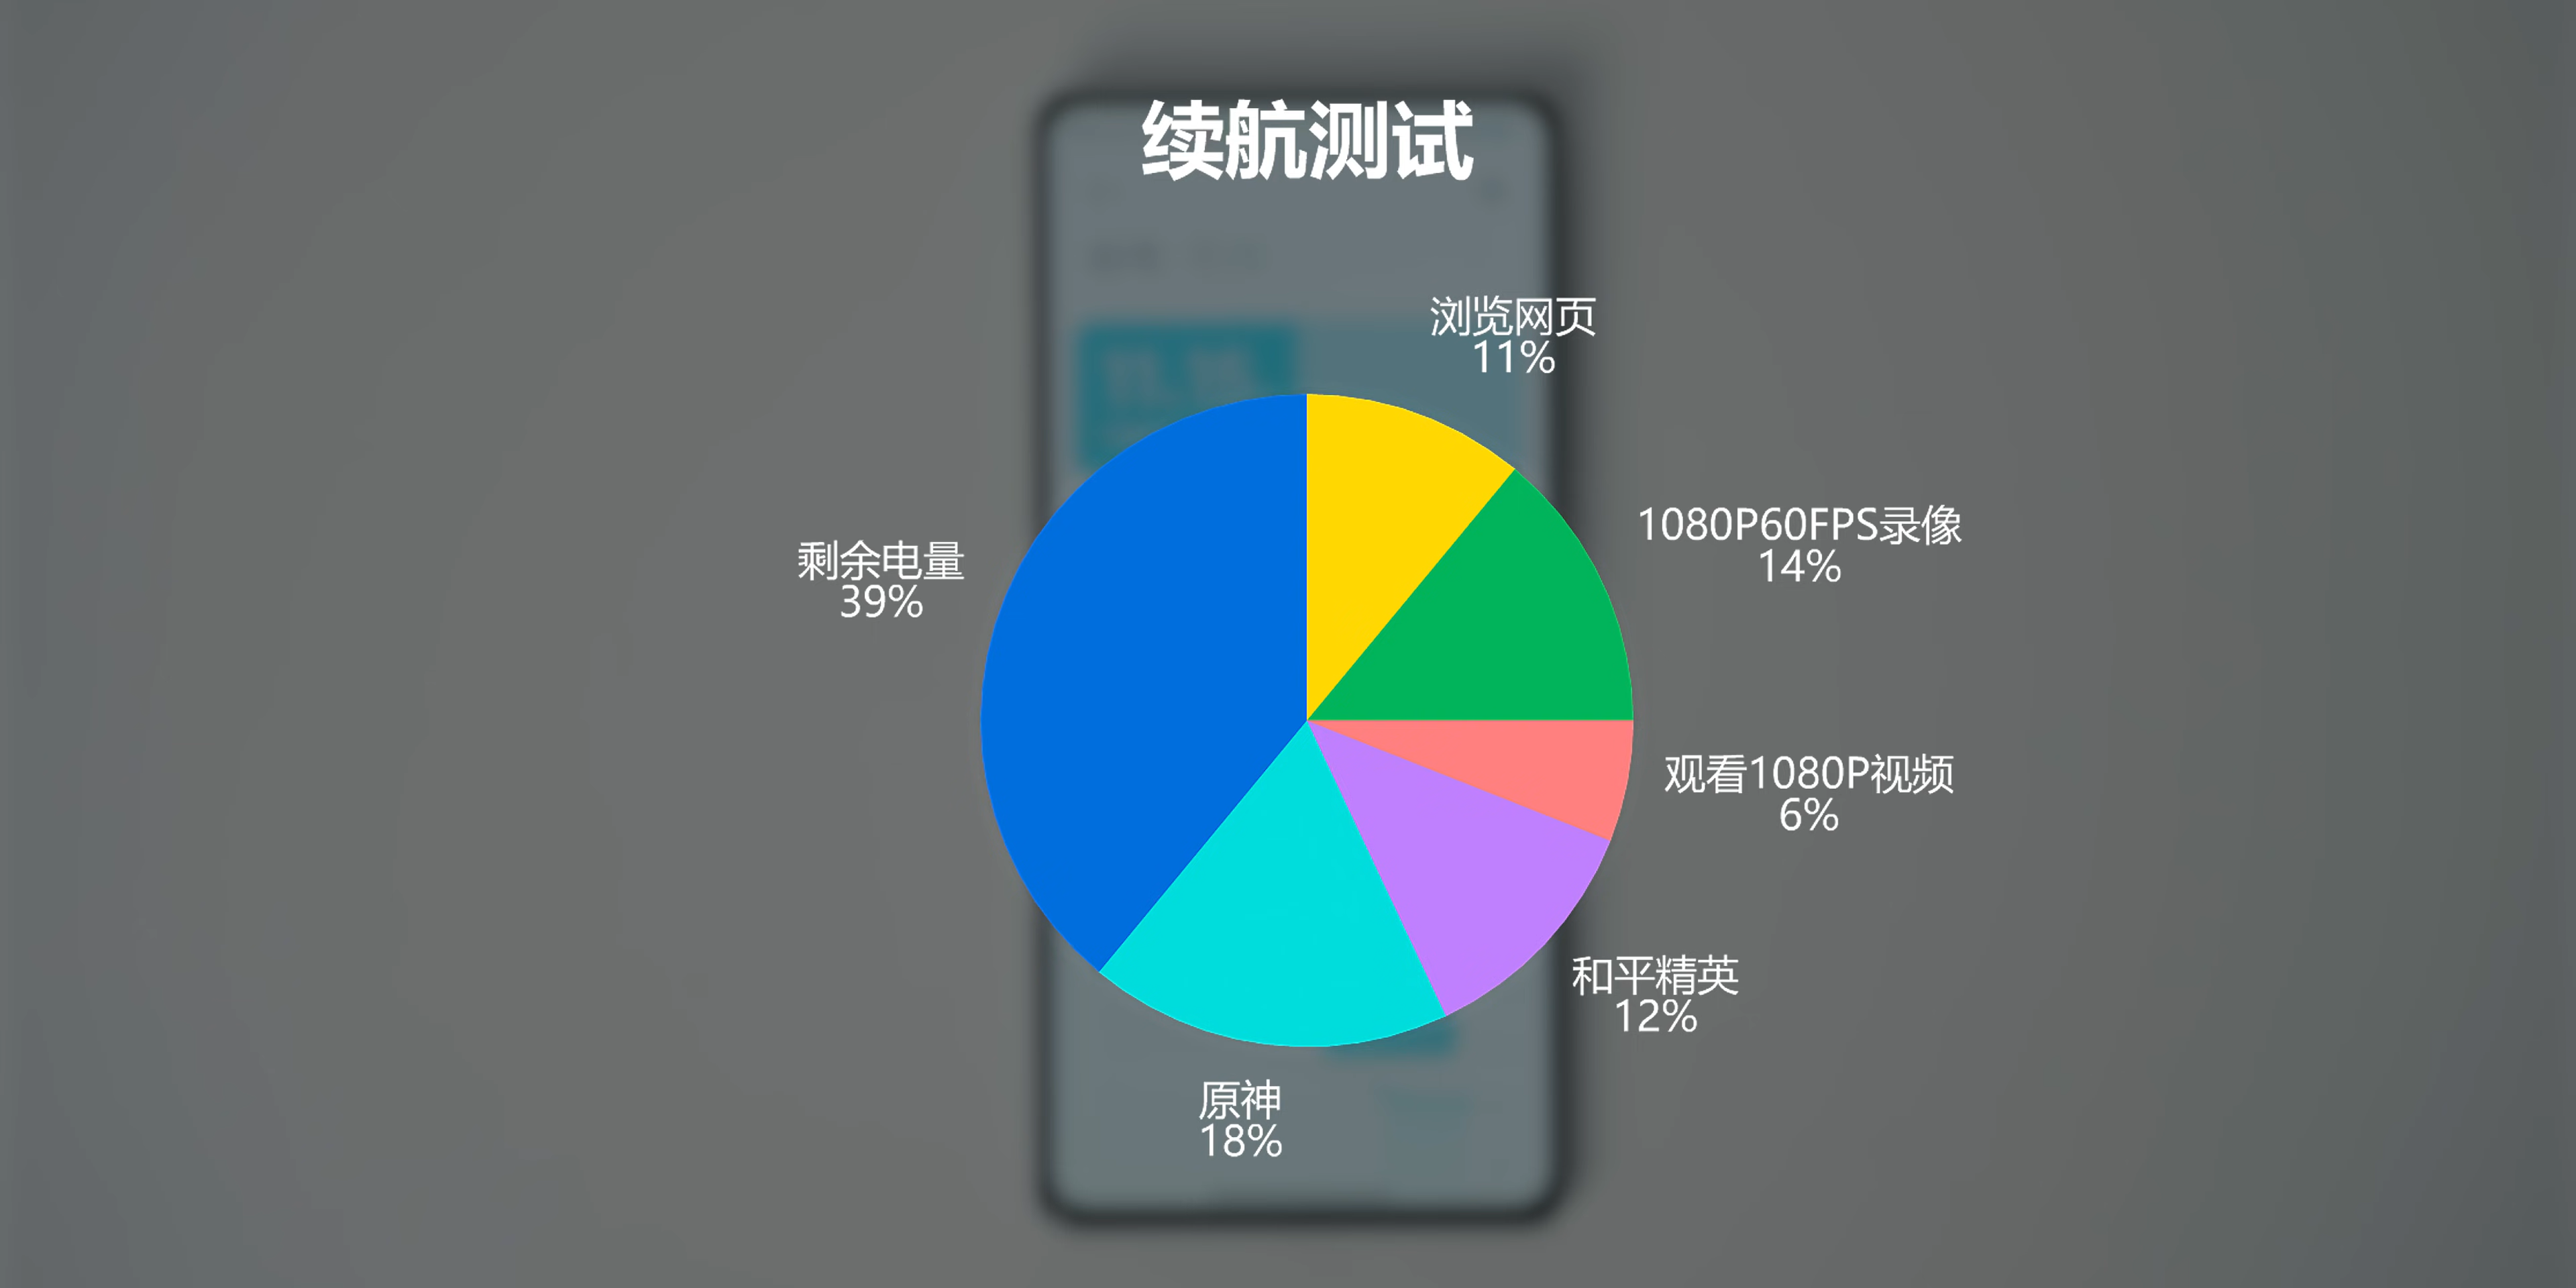 续航测试
浏览网页
11%
1080P60FPS录像
14%
剩余电量
39%
观看1080P视频
6%
和平精英
12%
原神
18%